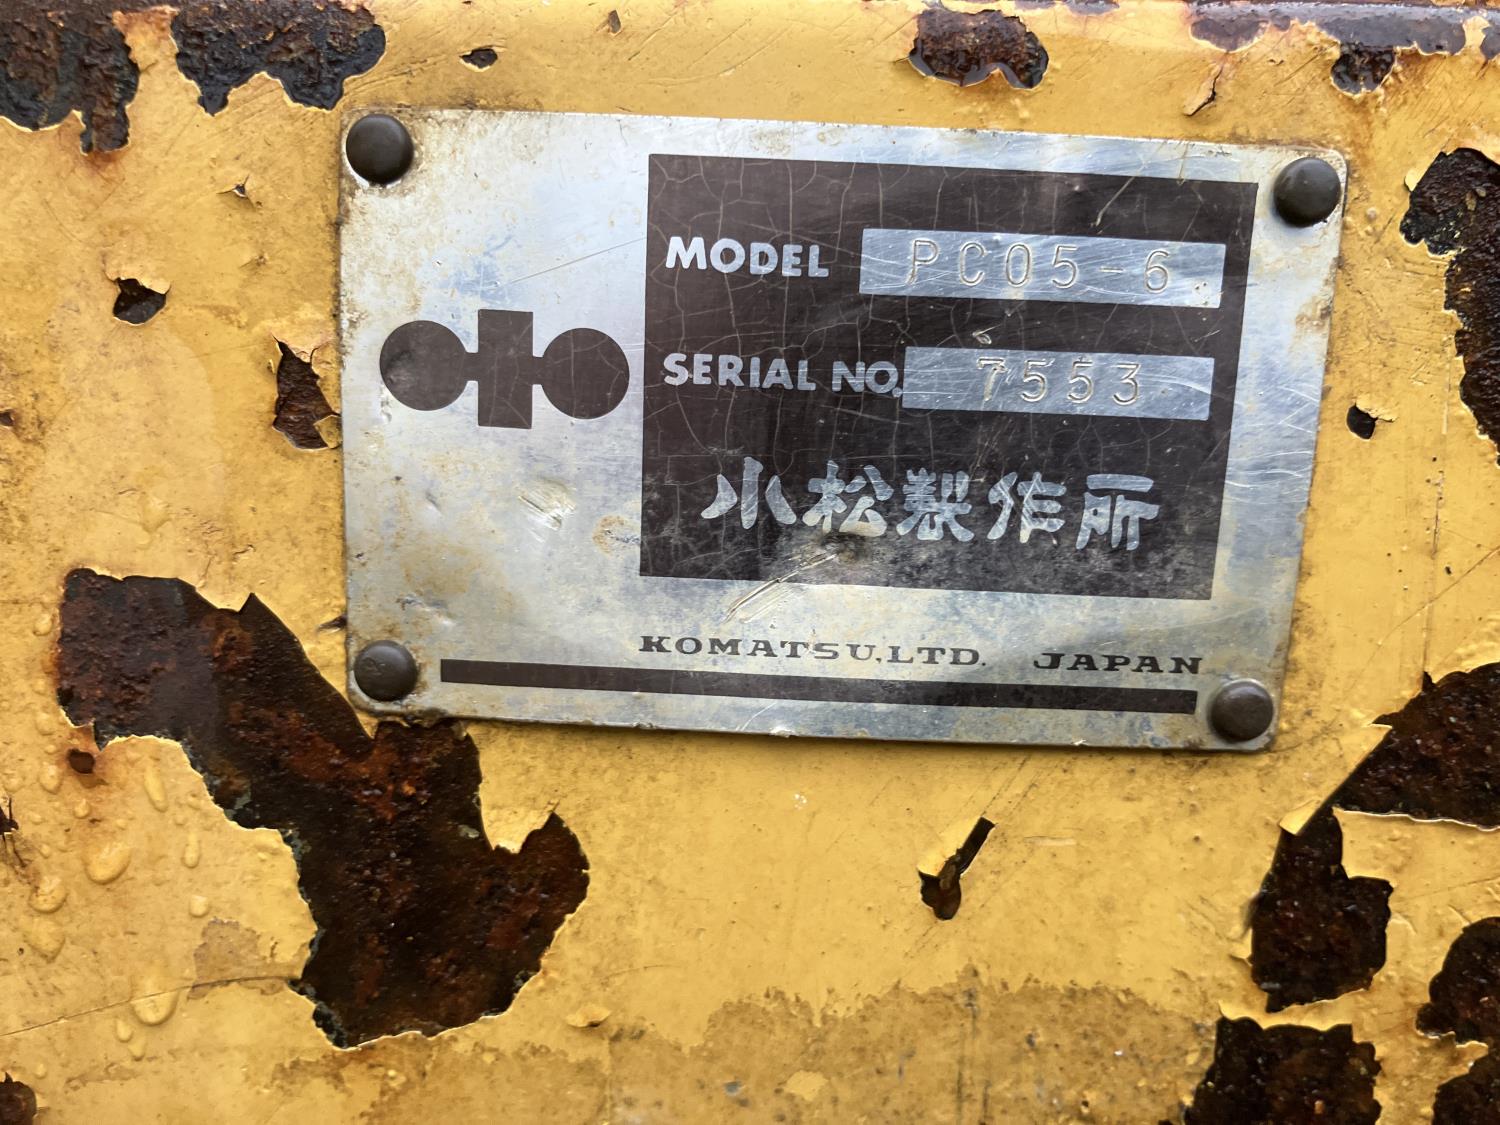 MODEL PC05-6
SERIAL NO. 7553
小松製作所
KOMATSU, LTD. JAPAN